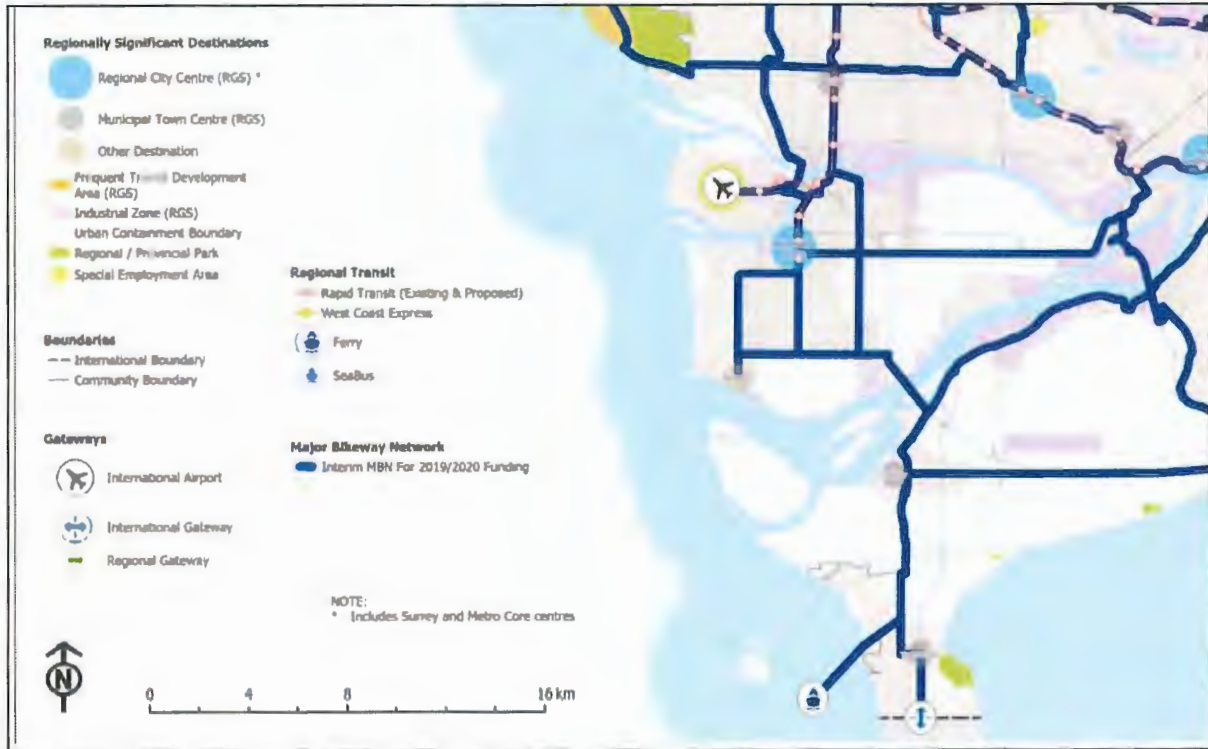 Regionally Significant Destinations
Regional City Centre (RGS) *
Municipal Town Centre (RGS)
Other Destination
Frequent Transit Development
Area (RGS)
Industrial Zone (RGS)
Urban Containment Boundary
Regional / Provincial Park
Special Employment Area
Boundaries
International Boundary
Community Boundary
Gateways
International Airport
International Gateway
Regional Gateway
Regional Transit
Rapid Transit (Existing & Proposed)
West Coast Express
Ferry
SeaBus
Major Bikeway Network
Interim MBN For 2019/2020 Funding
NOTE:
* Includes Surrey and Metro Core centres
N
0 4 8 16 km